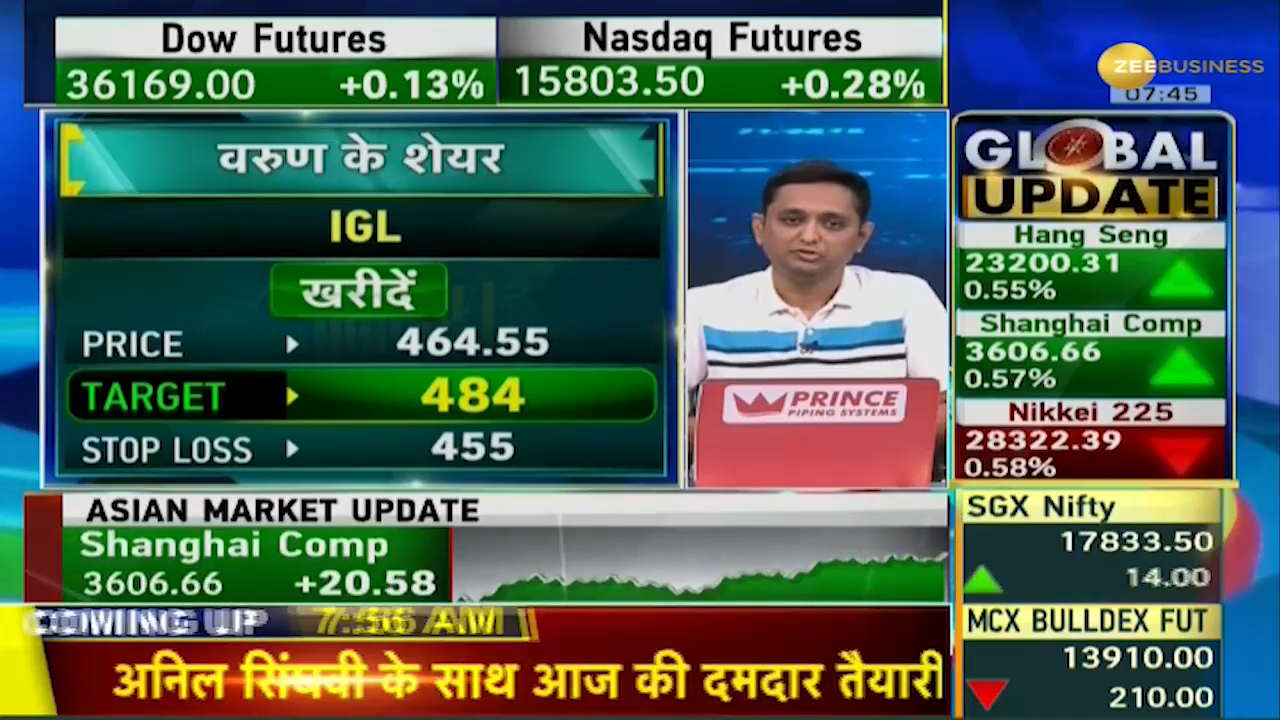 Dow Futures
36169.00 +0.13%
Nasdaq Futures
15803.50 +0.28%
ZEEBUSINESS
07:45
वरुण के शेयर
IGL
खरीदें
PRICE 464.55
TARGET 484
STOP LOSS 455
PRINCE
PIPING SYSTEMS
GLOBAL
UPDATE
Hang Seng
23200.31
0.55%
Shanghai Comp
3606.66
0.57%
Nikkei 225
28322.39
0.58%
ASIAN MARKET UPDATE
Shanghai Comp
3606.66 +20.58
SGX Nifty
17833.50
14.00
MCX BULLDEX FUT
13910.00
210.00
COMING UP 7:56 AM
अनिल सिंघवी के साथ आज की दमदार तैयारी